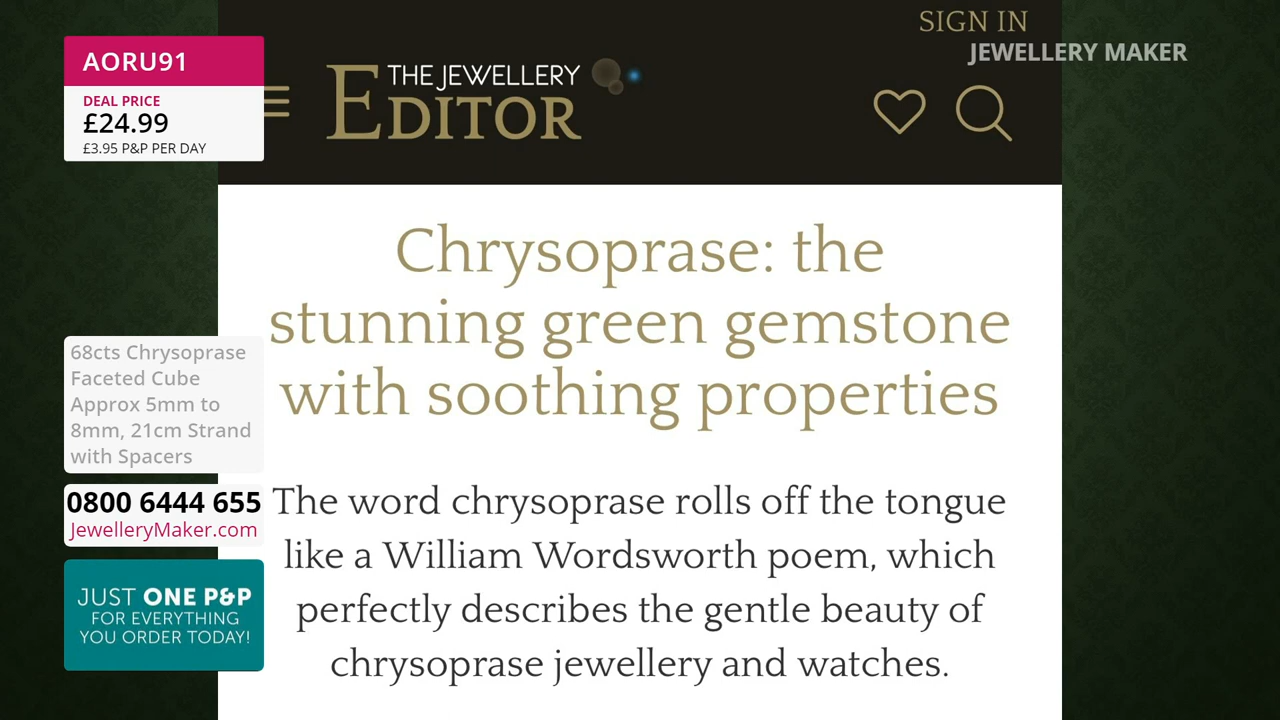 SIGN IN
JEWELLERY MAKER
AORU91
DEAL PRICE
£24.99
£3.95 P&P PER DAY
THE JEWELLERY
EDITOR
Chrysoprase: the
stunning green gemstone
with soothing properties
68cts Chrysoprase
Faceted Cube
Approx 5mm to
8mm, 21cm Strand
with Spacers
0800 6444 655
JewelleryMaker.com
JUST ONE P&P
FOR EVERYTHING
YOU ORDER TODAY!
The word chrysoprase rolls off the tongue
like a William Wordsworth poem, which
perfectly describes the gentle beauty of
chrysoprase jewellery and watches.